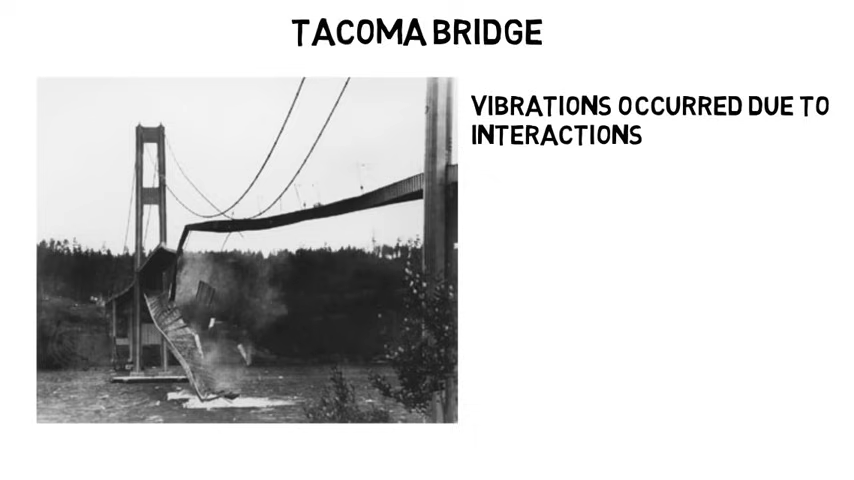 TACOMA BRIDGE
VIBRATIONS OCCURRED DUE TO
INTERACTIONS